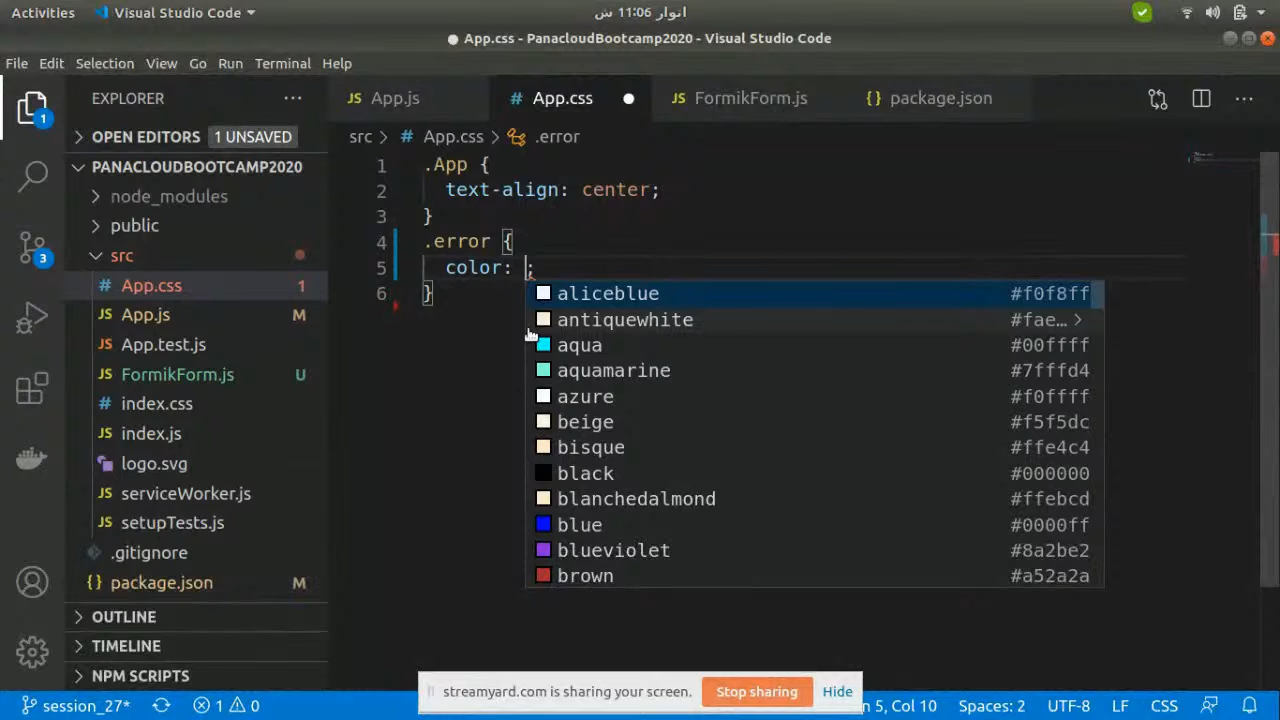 Activities
Visual Studio Code
انوار 11:06 ش
● App.css - PanacloudBootcamp2020 - Visual Studio Code
File Edit Selection View Go Run Terminal Help
EXPLORER
JS App.js
# App.css
JS FormikForm.js
{} package.json
1
OPEN EDITORS 1 UNSAVED
src > # App.css > .error
PANACLOUDBOOTCAMP2020
node_modules
public
src
# App.css 1
JS App.js M
JS App.test.js
JS FormikForm.js U
# index.css
JS index.js
logo.svg
JS serviceWorker.js
JS setupTests.js
.gitignore
{} package.json M
OUTLINE
TIMELINE
NPM SCRIPTS
3
1 .App {
2 text-align: center;
3 }
4 .error {
5 color: ;
6 }
aliceblue #f0f8ff
antiquewhite #fae… >
aqua #00ffff
aquamarine #7fffd4
azure #f0ffff
beige #f5f5dc
bisque #ffe4c4
black #000000
blanchedalmond #ffebcd
blue #0000ff
blueviolet #8a2be2
brown #a52a2a
streamyard.com is sharing your screen. Stop sharing Hide
session_27* 1 0 n 5, Col 10 Spaces: 2 UTF-8 LF CSS